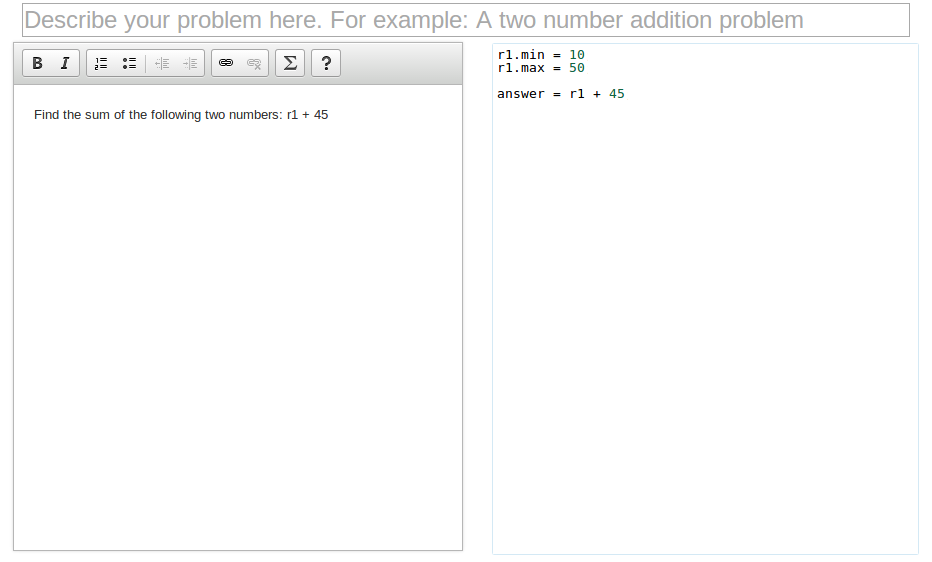 Describe your problem here. For example: A two number addition problem
B I Σ ?
r1.min = 10
r1.max = 50
answer = r1 + 45
Find the sum of the following two numbers: r1 + 45